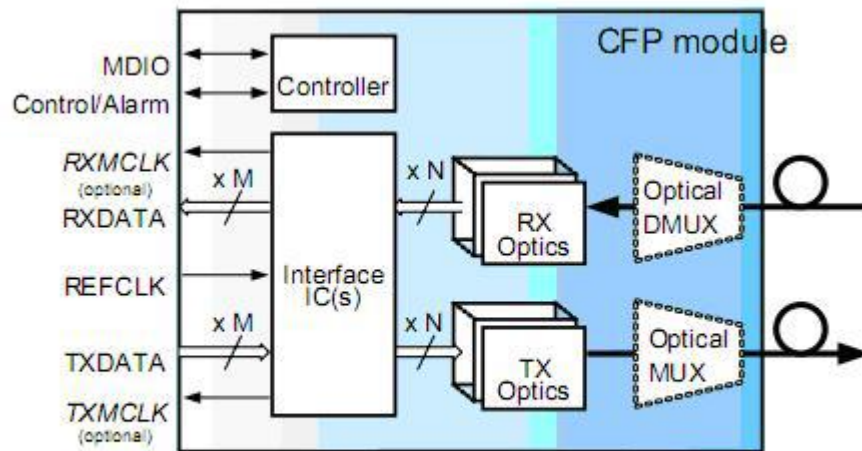 CFP module
MDIO
Control/Alarm
Controller
RXMCLK
(optional)
RXDATA
REFCLK
TXDATA
TXMCLK
(optional)
x M
x M
Interface
IC(s)
x N
x N
RX
Optics
TX
Optics
Optical
DMUX
Optical
MUX